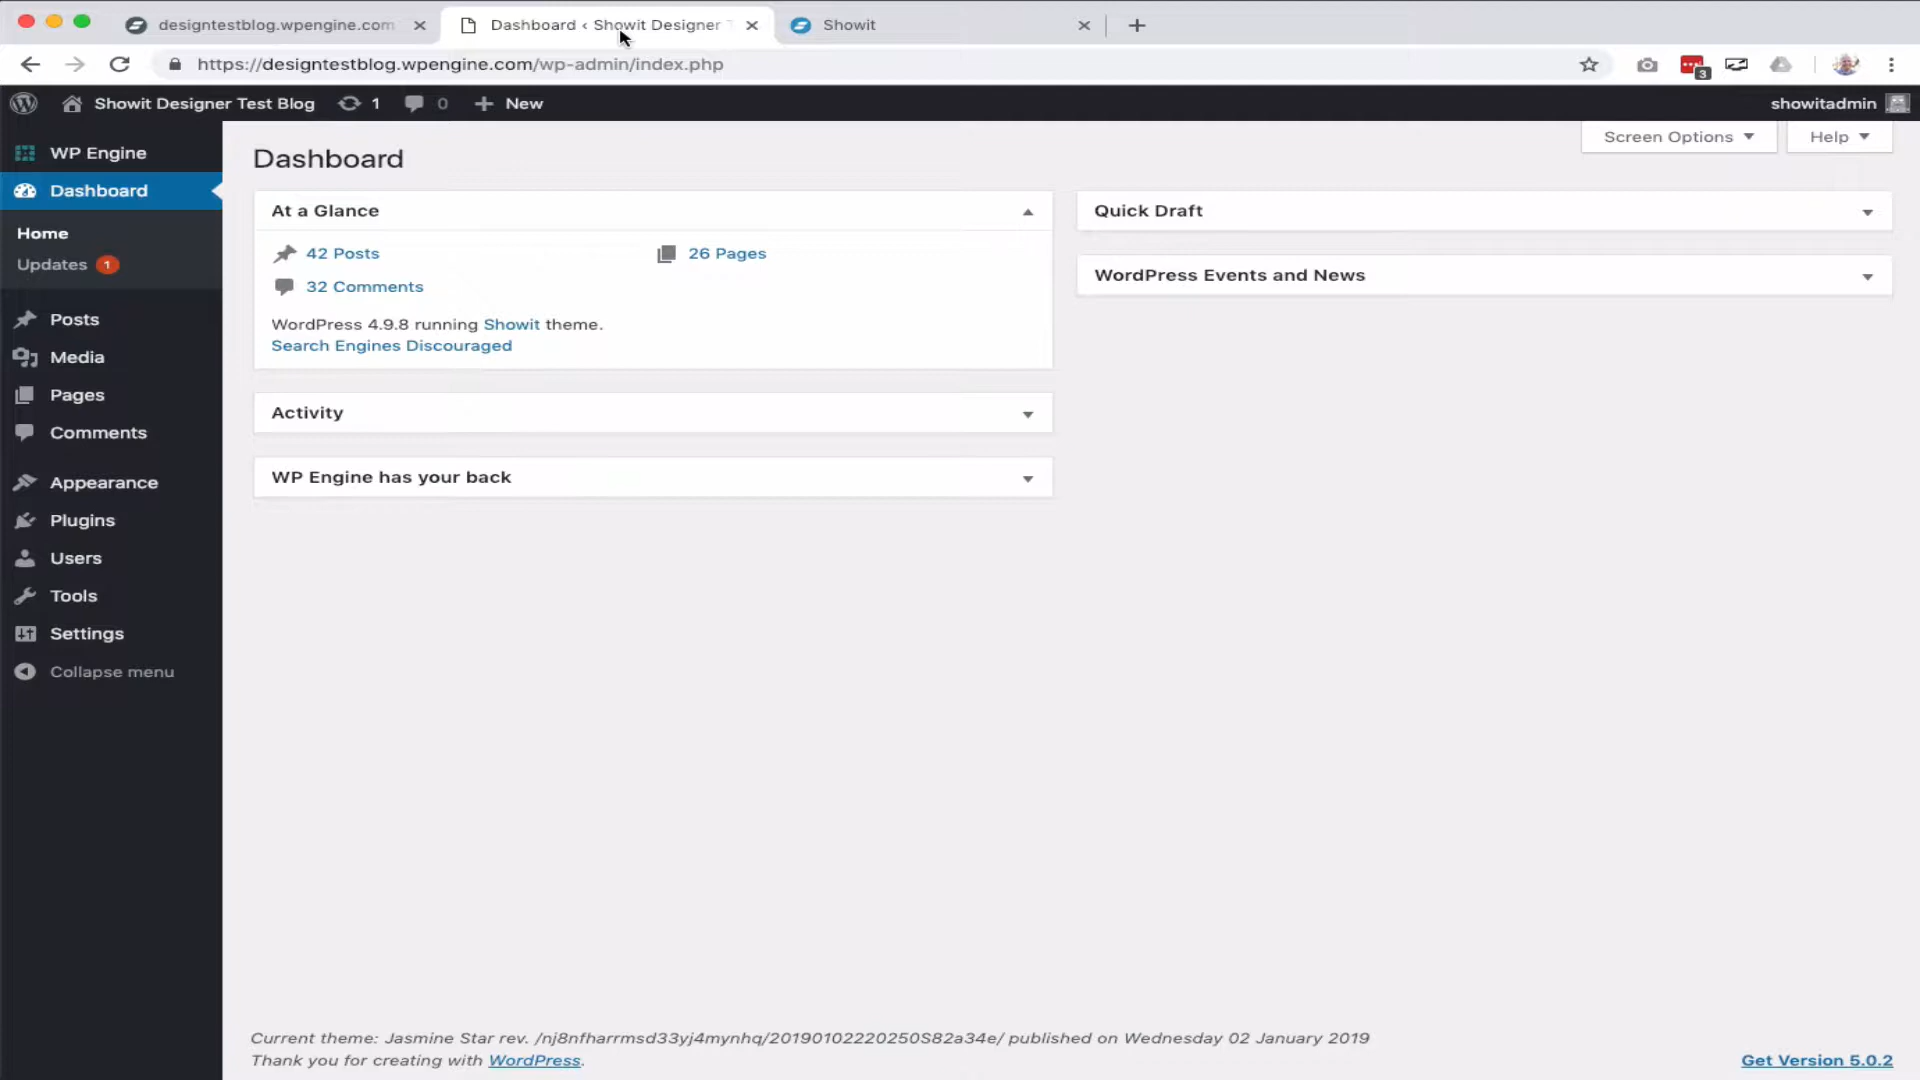 designtestblog.wpengine.com
Dashboard ‹ Showit Designer
Showit
https://designtestblog.wpengine.com/wp-admin/index.php
3
Showit Designer Test Blog
1
0
New
showitadmin
Screen Options
Help
WP Engine
Dashboard
Home
Updates 1
Posts
Media
Pages
Comments
Appearance
Plugins
Users
Tools
Settings
Collapse menu
Dashboard
At a Glance
42 Posts
26 Pages
32 Comments
WordPress 4.9.8 running Showit theme.
Search Engines Discouraged
Activity
WP Engine has your back
Quick Draft
WordPress Events and News
Current theme: Jasmine Star rev. /nj8nfharrmsd33yj4mynhq/20190102220250S82a34e/ published on Wednesday 02 January 2019
Thank you for creating with WordPress.
Get Version 5.0.2